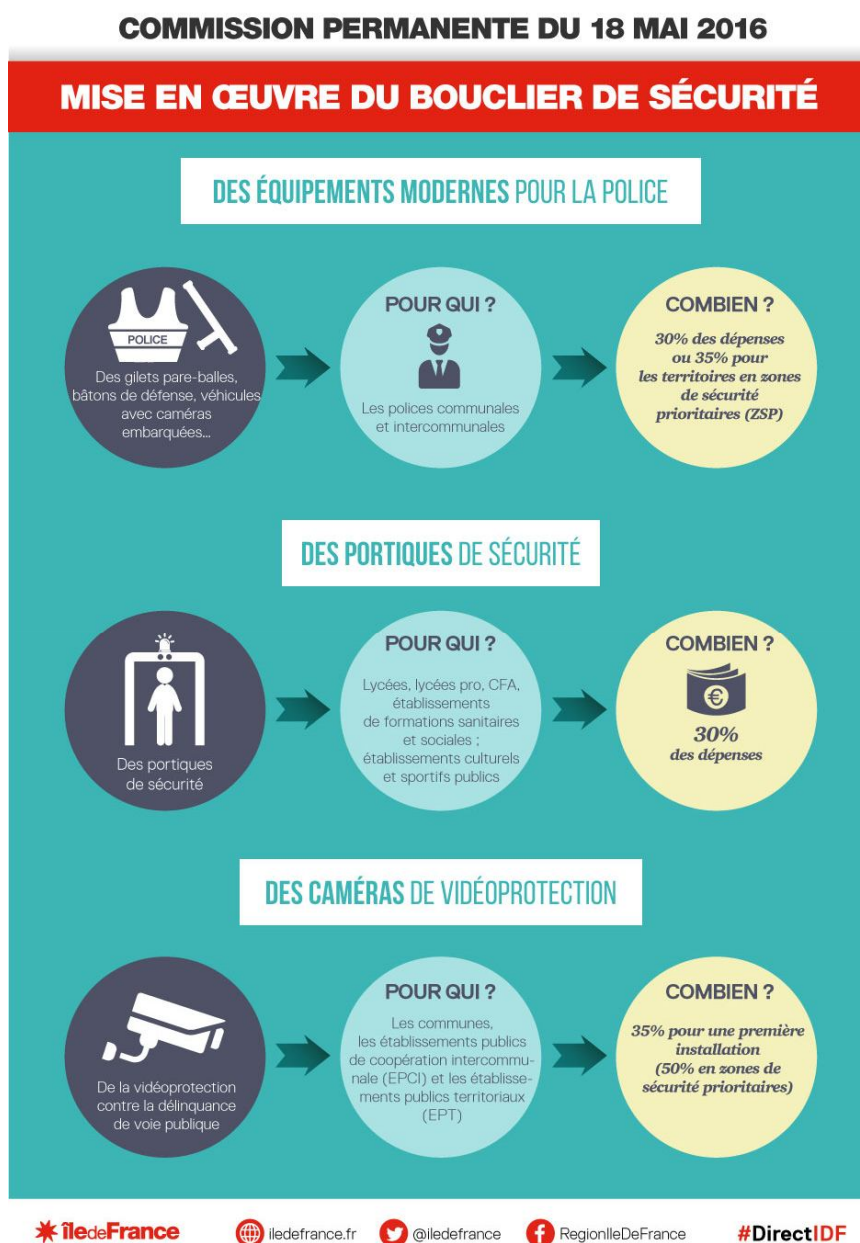 COMMISSION PERMANENTE DU 18 MAI 2016
MISE EN ŒUVRE DU BOUCLIER DE SÉCURITÉ
DES ÉQUIPEMENTS MODERNES POUR LA POLICE
POLICE
Des gilets pare-balles,
bâtons de défense, véhicules
avec caméras
embarquées...
POUR QUI ?
Les polices communales
et intercommunales
COMBIEN ?
30% des dépenses
ou 35% pour
les territoires en zones
de sécurité
prioritaires (ZSP)
DES PORTIQUES DE SÉCURITÉ
Des portiques
de sécurité
POUR QUI ?
Lycées, lycées pro, CFA,
établissements
de formations sanitaires
et sociales ;
établissements culturels
et sportifs publics
COMBIEN ?
€
30%
des dépenses
DES CAMÉRAS DE VIDÉOPROTECTION
De la vidéoprotection
contre la délinquance
de voie publique
POUR QUI ?
Les communes,
les établissements publics
de coopération intercommu-
nale (EPCI) et les établisse-
ments publics territoriaux
(EPT)
COMBIEN ?
35% pour une première
installation
(50% en zones de
sécurité prioritaires)
îledeFrance iledefrance.fr @iledefrance RegionIleDeFrance #DirectIDF